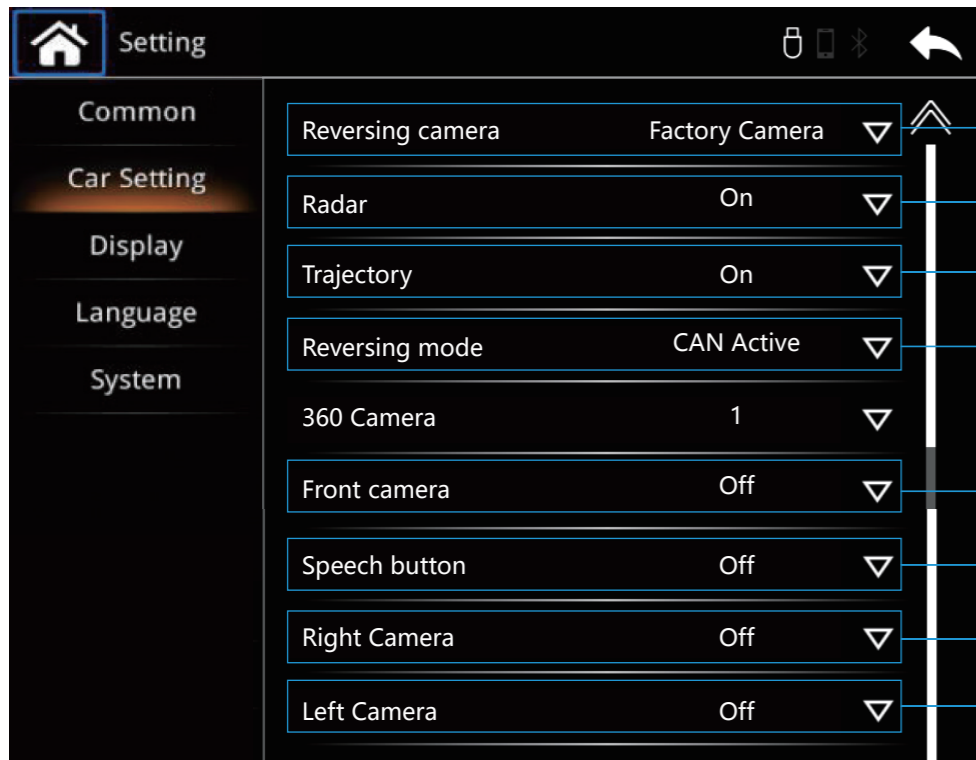 Setting
Common
Car Setting
Display
Language
System
Reversing camera Factory Camera
Radar On
Trajectory On
Reversing mode CAN Active
360 Camera 1
Front camera Off
Speech button Off
Right Camera Off
Left Camera Off